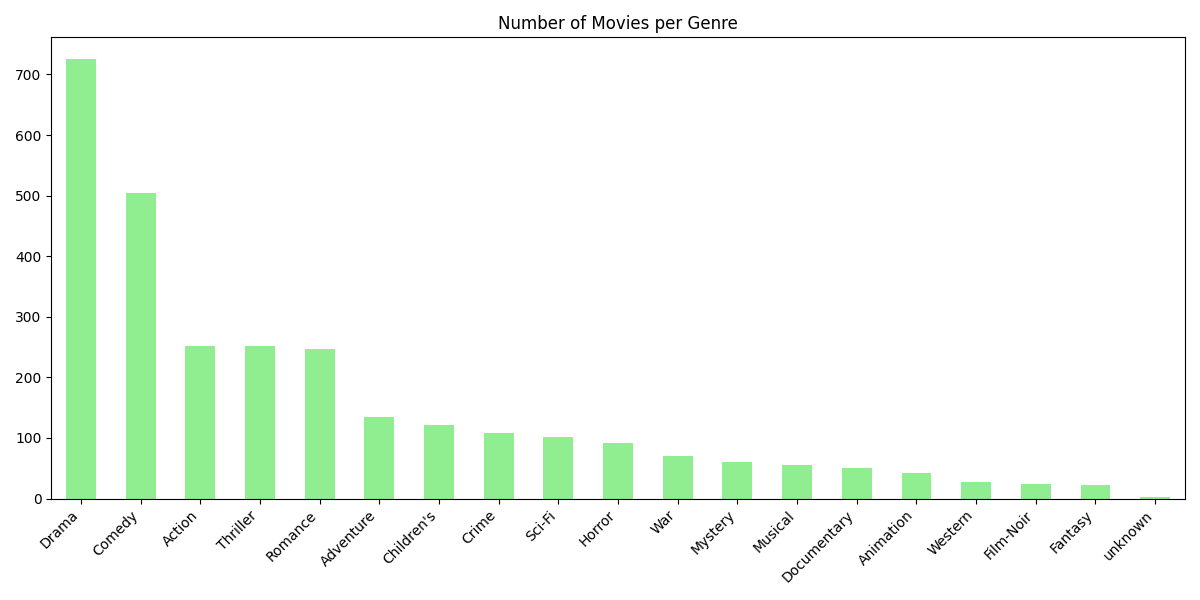 Number of Movies per Genre
700
600
500
400
300
200
100
0
Drama
Comedy
Action
Thriller
Romance
Adventure
Children's
Crime
Sci-Fi
Horror
War
Mystery
Musical
Documentary
Animation
Western
Film-Noir
Fantasy
unknown